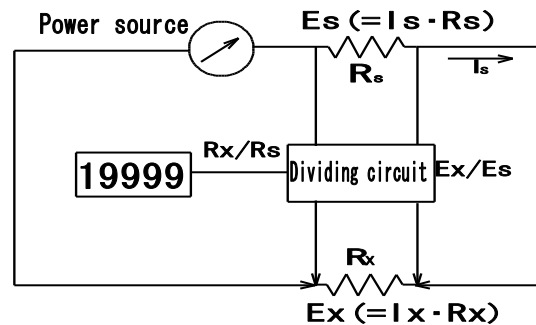 Power source
Es (=Is-Rs)
Rs
Is
Rx/Rs
19999
Dividing circuit
Ex/Es
Rx
Ex (=Ix-Rx)